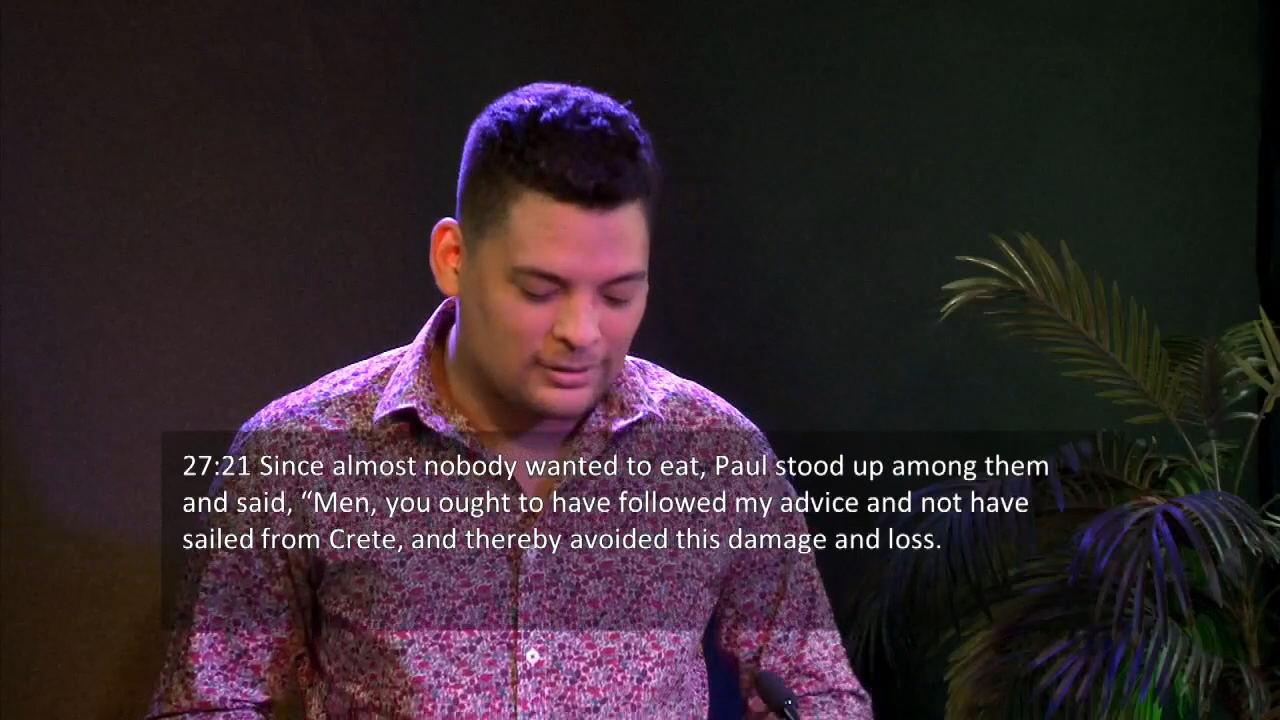 27:21 Since almost nobody wanted to eat, Paul stood up among them
and said, “Men, you ought to have followed my advice and not have
sailed from Crete, and thereby avoided this damage and loss.